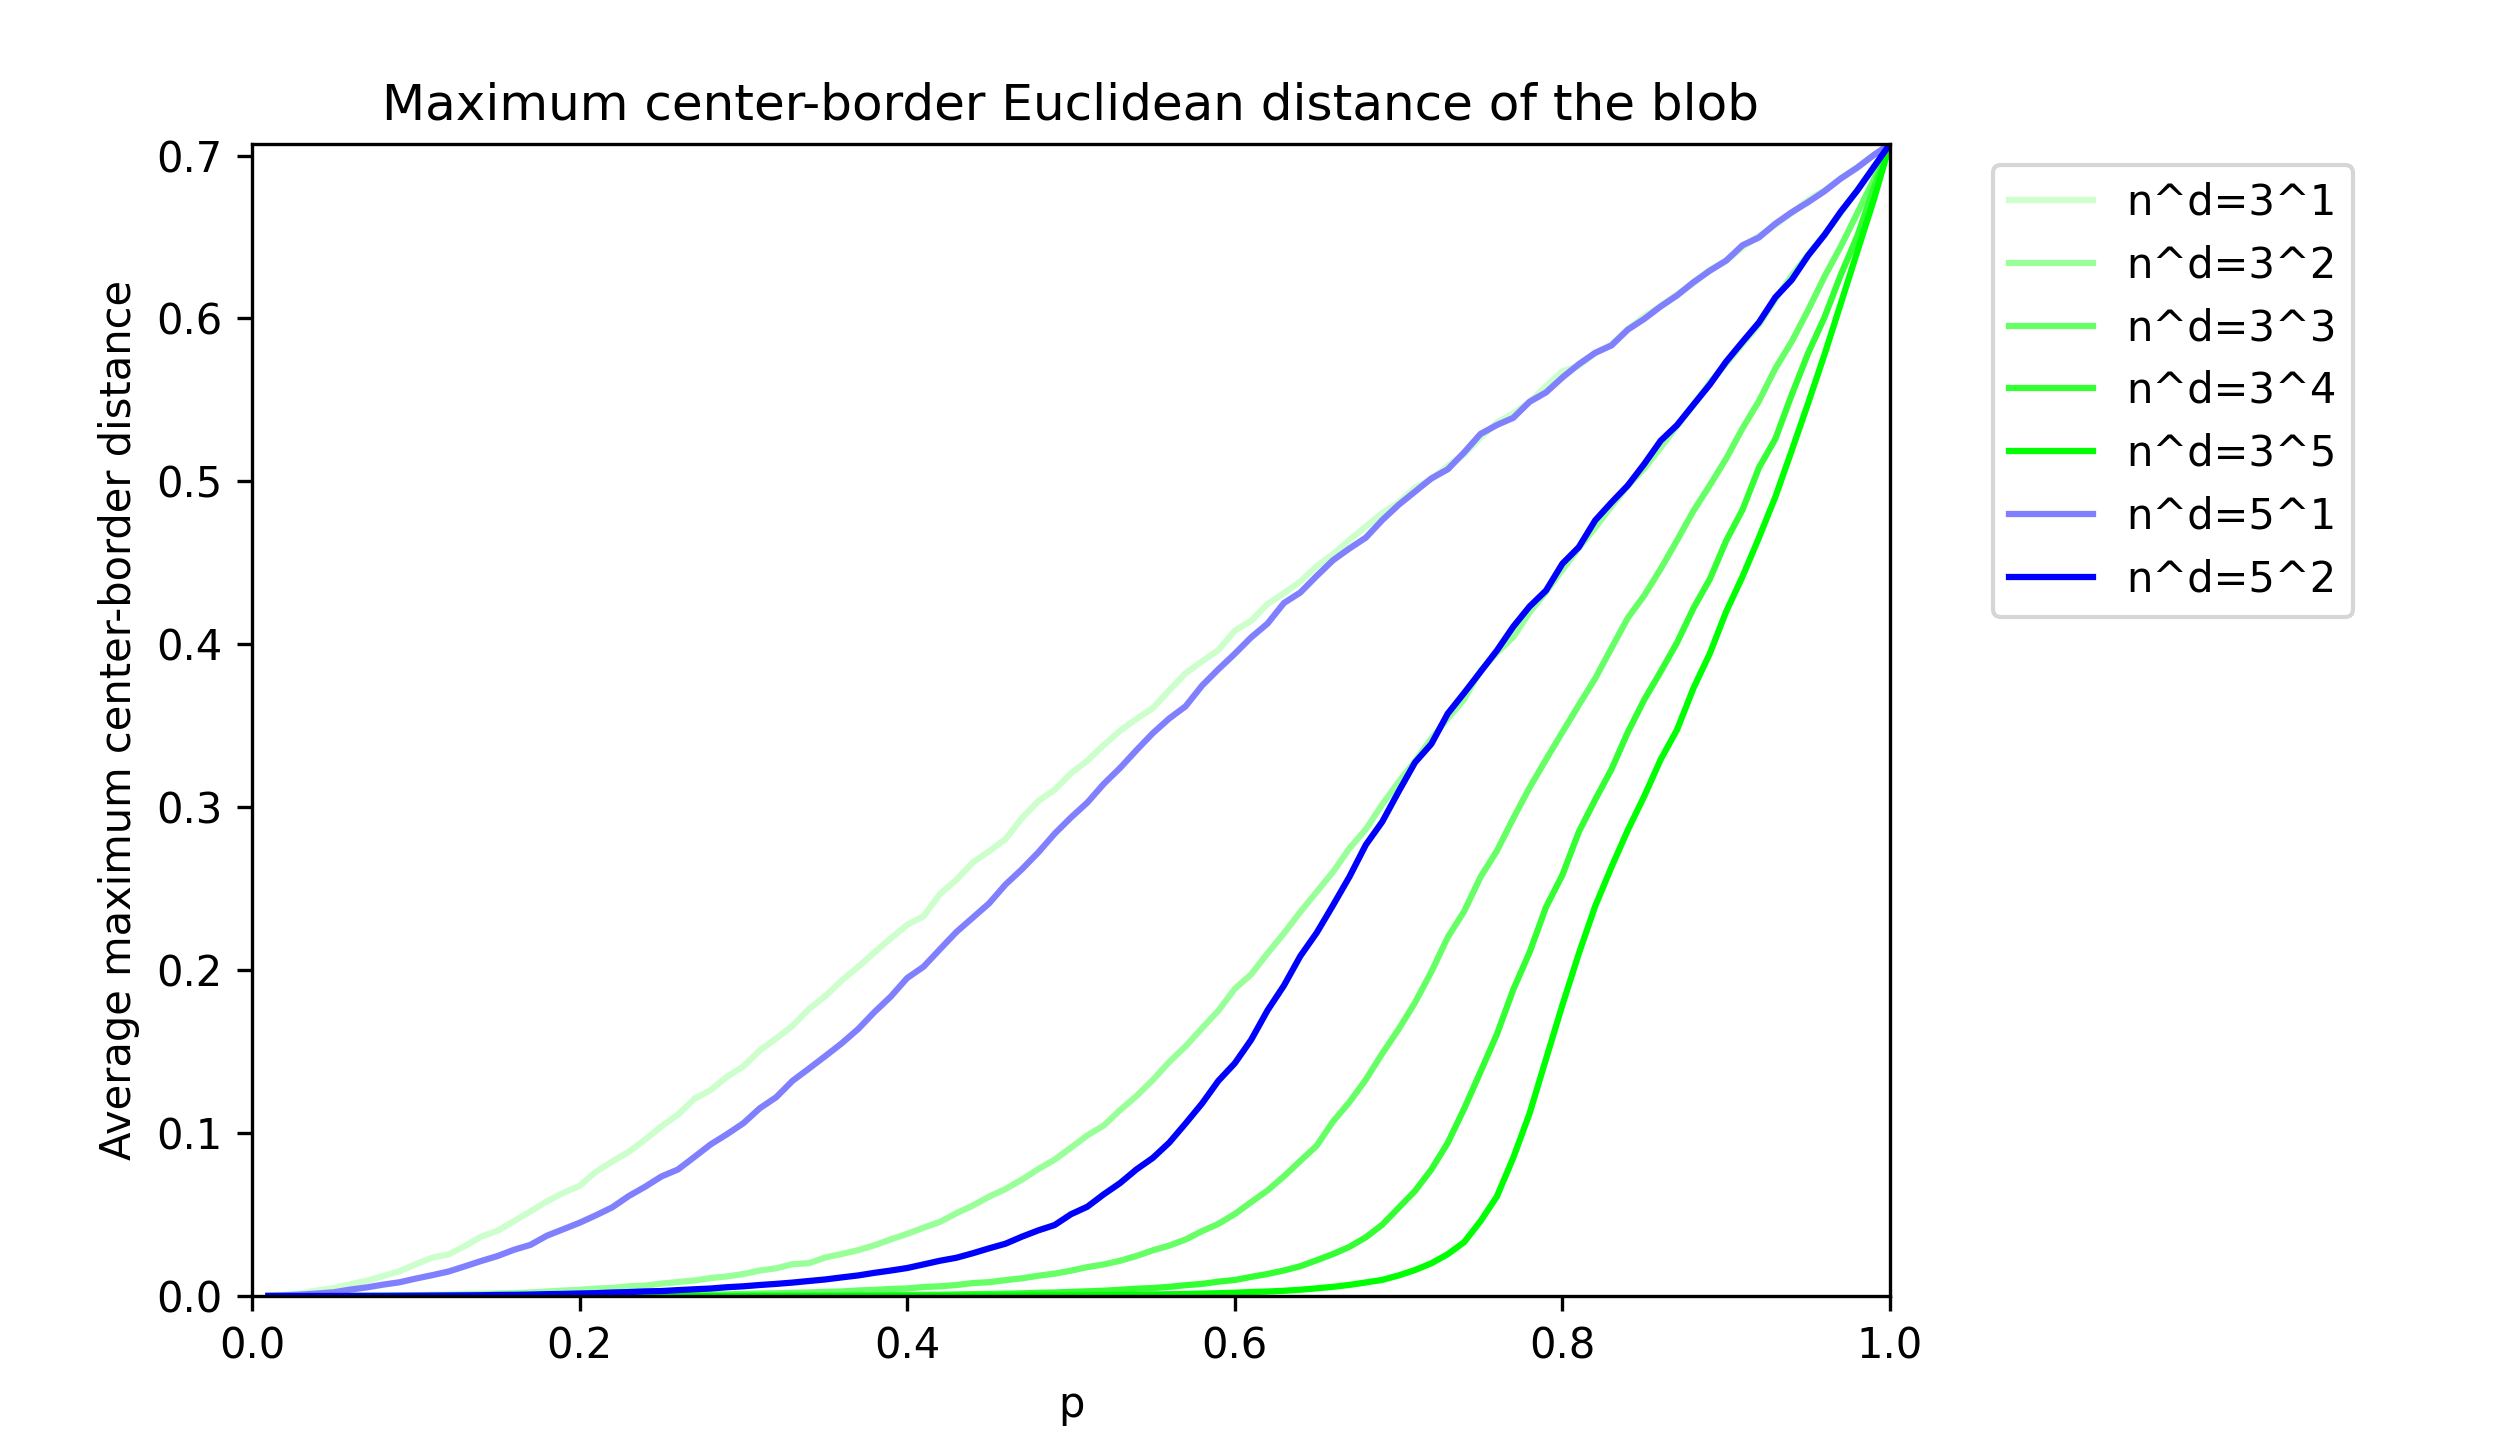 Maximum center-border Euclidean distance of the blob
Average maximum center-border distance
0.7
0.6
0.5
0.4
0.3
0.2
0.1
0.0
0.0 0.2 0.4 0.6 0.8 1.0
p
n^d=3^1
n^d=3^2
n^d=3^3
n^d=3^4
n^d=3^5
n^d=5^1
n^d=5^2